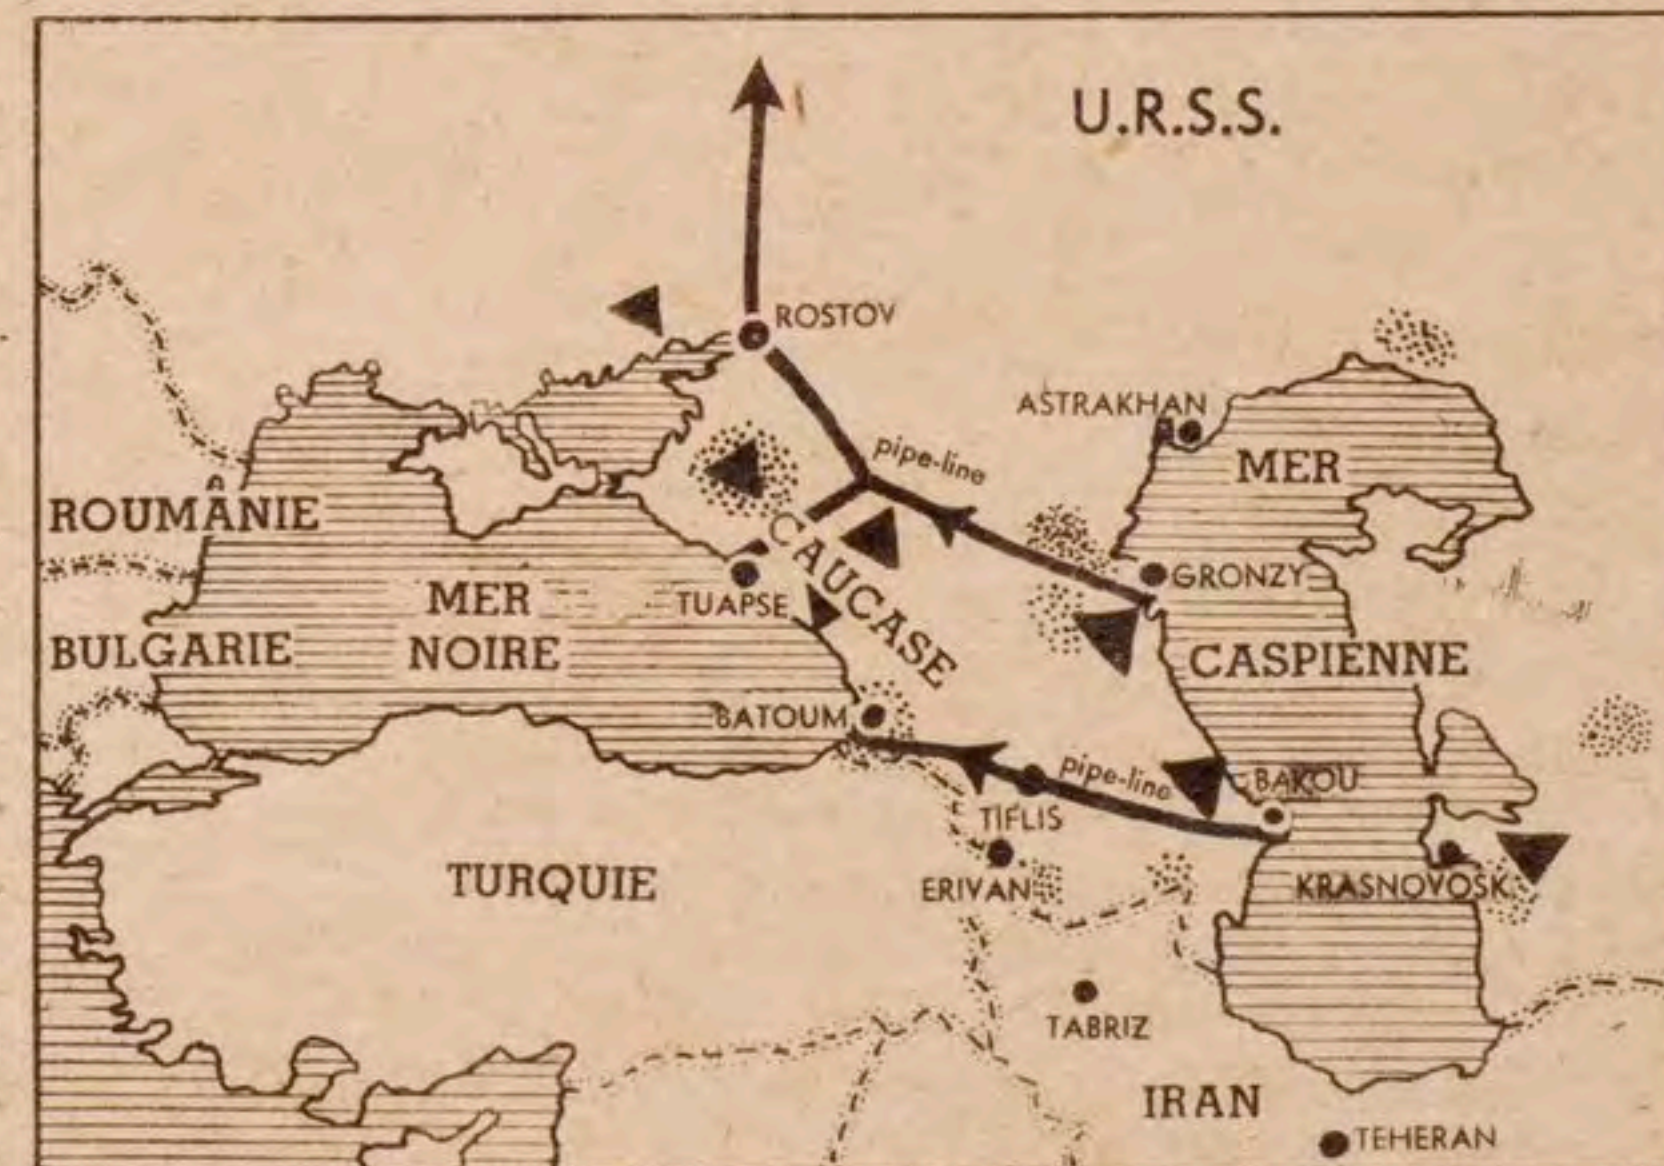 U.R.S.S.
ROSTOV
ASTRAKHAN
pipe-line
MER
ROUMÂNIE
CAUCASE
GRONZY
MER
NOIRE
TUAPSE
BULGARIE
CASPIENNE
BATOUM
pipe-line
BAKOU
TIFLIS
TURQUIE
ERIVAN
KRASNOVOSK
TABRIZ
IRAN
TEHERAN